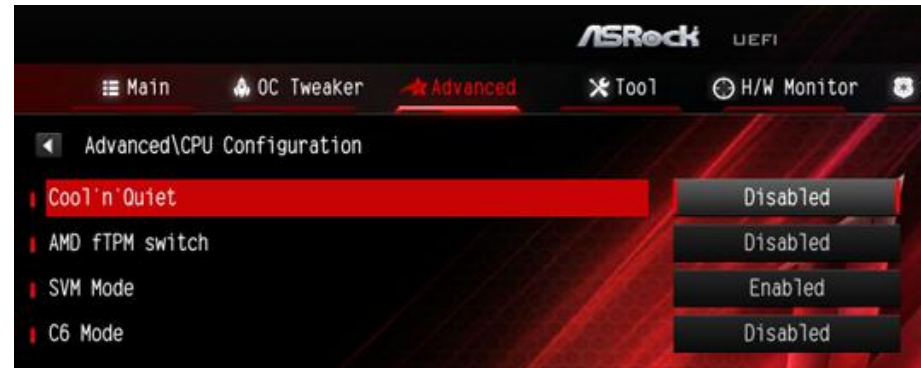 ASRock UEFI
Main OC Tweaker Advanced Tool H/W Monitor
Advanced\CPU Configuration
Cool'n'Quiet Disabled
AMD fTPM switch Disabled
SVM Mode Enabled
C6 Mode Disabled